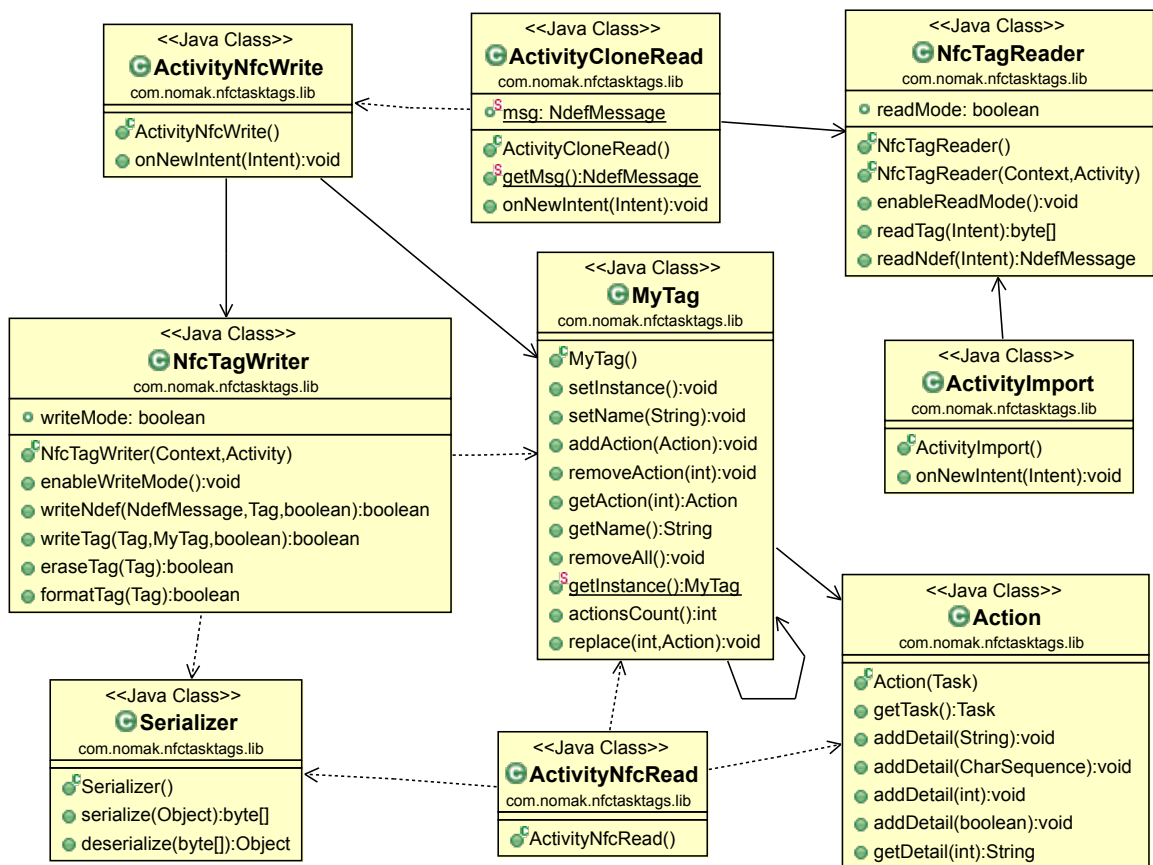 <<Java Class>>
ActivityNfcWrite
com.nomak.nfctasktags.lib
ActivityNfcWrite()
onNewIntent(Intent):void
<<Java Class>>
ActivityCloneRead
com.nomak.nfctasktags.lib
msg: NdefMessage
ActivityCloneRead()
getMsg():NdefMessage
onNewIntent(Intent):void
<<Java Class>>
NfcTagReader
com.nomak.nfctasktags.lib
readMode: boolean
NfcTagReader()
NfcTagReader(Context,Activity)
enableReadMode():void
readTag(Intent):byte[]
readNdef(Intent):NdefMessage
<<Java Class>>
NfcTagWriter
com.nomak.nfctasktags.lib
writeMode: boolean
NfcTagWriter(Context,Activity)
enableWriteMode():void
writeNdef(NdefMessage,Tag,boolean):boolean
writeTag(Tag,MyTag,boolean):boolean
eraseTag(Tag):boolean
formatTag(Tag):boolean
<<Java Class>>
MyTag
com.nomak.nfctasktags.lib
MyTag()
setInstance():void
setName(String):void
addAction(Action):void
removeAction(int):void
getAction(int):Action
getName():String
removeAll():void
getInstance():MyTag
actionsCount():int
replace(int,Action):void
<<Java Class>>
ActivityImport
com.nomak.nfctasktags.lib
ActivityImport()
onNewIntent(Intent):void
<<Java Class>>
Serializer
com.nomak.nfctasktags.lib
Serializer()
serialize(Object):byte[]
deserialize(byte[]):Object
<<Java Class>>
ActivityNfcRead
com.nomak.nfctasktags.lib
ActivityNfcRead()
<<Java Class>>
Action
com.nomak.nfctasktags.lib
Action(Task)
getTask():Task
addDetail(String):void
addDetail(CharSequence):void
addDetail(int):void
addDetail(boolean):void
getDetail(int):String